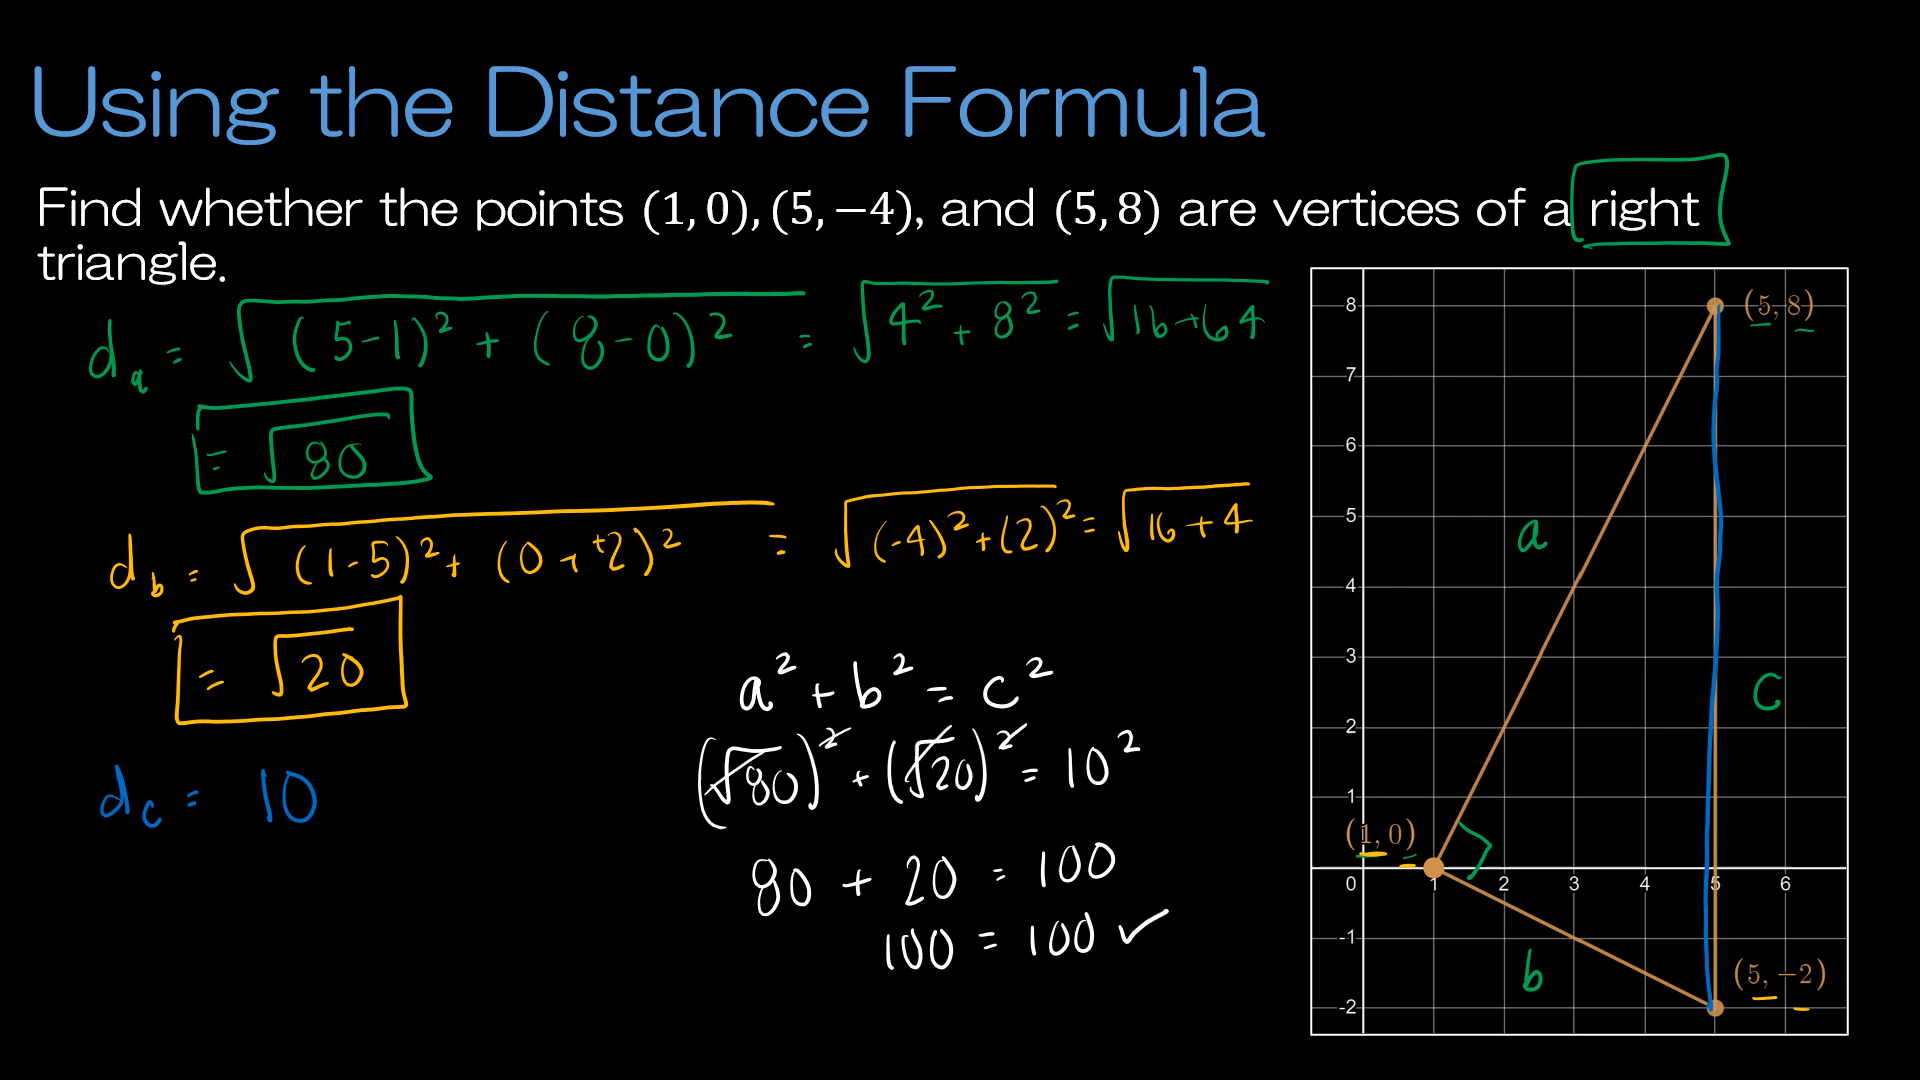 Using the Distance Formula
Find whether the points (1, 0), (5, −4), and (5, 8) are vertices of a right
triangle.
d_a = √((5-1)² + (8-0)²) = √(4² + 8²) = √(16+64)
= √80
d_b = √((1-5)² + (0 + +2)²) = √((-4)² + (2)²) = √(16+4)
= √20
d_c = 10
a² + b² = c²
(√80)² + (√20)² = 10²
80 + 20 = 100
100 = 100 ✓
8
(5, 8)
7
6
5
a
4
3
c
2
1
(1, 0)
0 1 2 3 4 5 6
-1
b
(5, −2)
-2